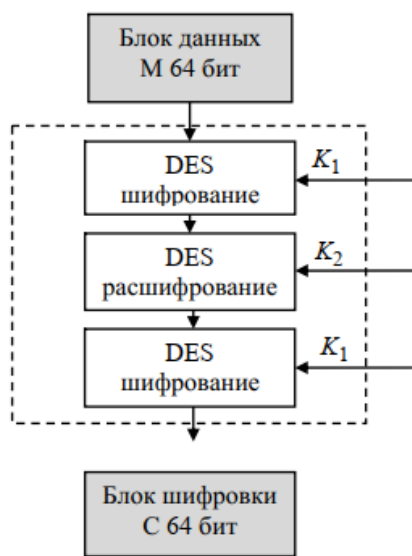 Блок данных
М 64 бит
DES
шифрование
K1
DES
расшифрование
K2
DES
шифрование
K1
Блок шифровки
С 64 бит